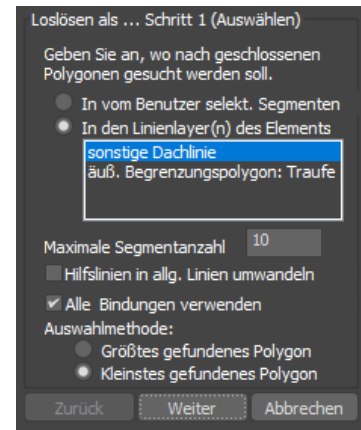 Loslösen als ... Schritt 1 (Auswählen)
Geben Sie an, wo nach geschlossenen
Polygonen gesucht werden soll.
In vom Benutzer selekt. Segmenten
In den Linienlayer(n) des Elements
sonstige Dachlinie
äuß. Begrenzungspolygon: Traufe
Maximale Segmentanzahl 10
Hilfslinien in allg. Linien umwandeln
Alle Bindungen verwenden
Auswahlmethode:
Größtes gefundenes Polygon
Kleinstes gefundenes Polygon
Zurück Weiter Abbrechen